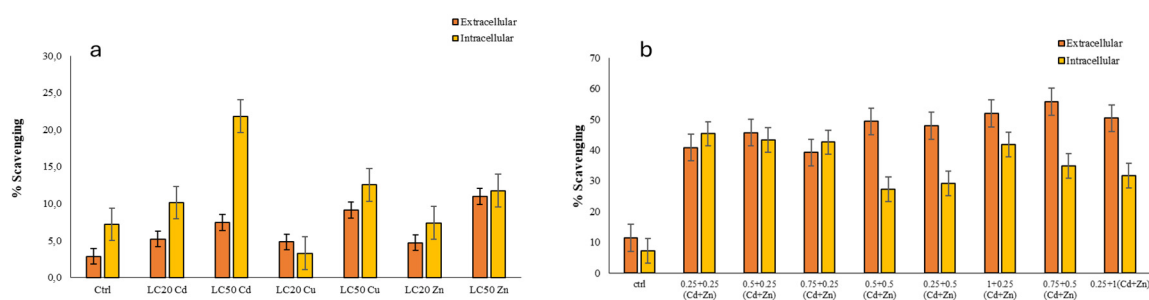 a
Extracellular
Intracellular
% Scavenging
30,0
25,0
20,0
15,0
10,0
5,0
0,0
Ctrl
LC20 Cd
LC50 Cd
LC20 Cu
LC50 Cu
LC20 Zn
LC50 Zn
b
Extracellular
Intracellular
% Scavenging
70
60
50
40
30
20
10
0
ctrl
0.25+0.25
(Cd+Zn)
0.5+0.25
(Cd+Zn)
0.75+0.25
(Cd+Zn)
0.5+0.5
(Cd+Zn)
0.25+0.5
(Cd+Zn)
1+0.25
(Cd+Zn)
0.75+0.5
(Cd+Zn)
0.25+1(Cd+Zn)